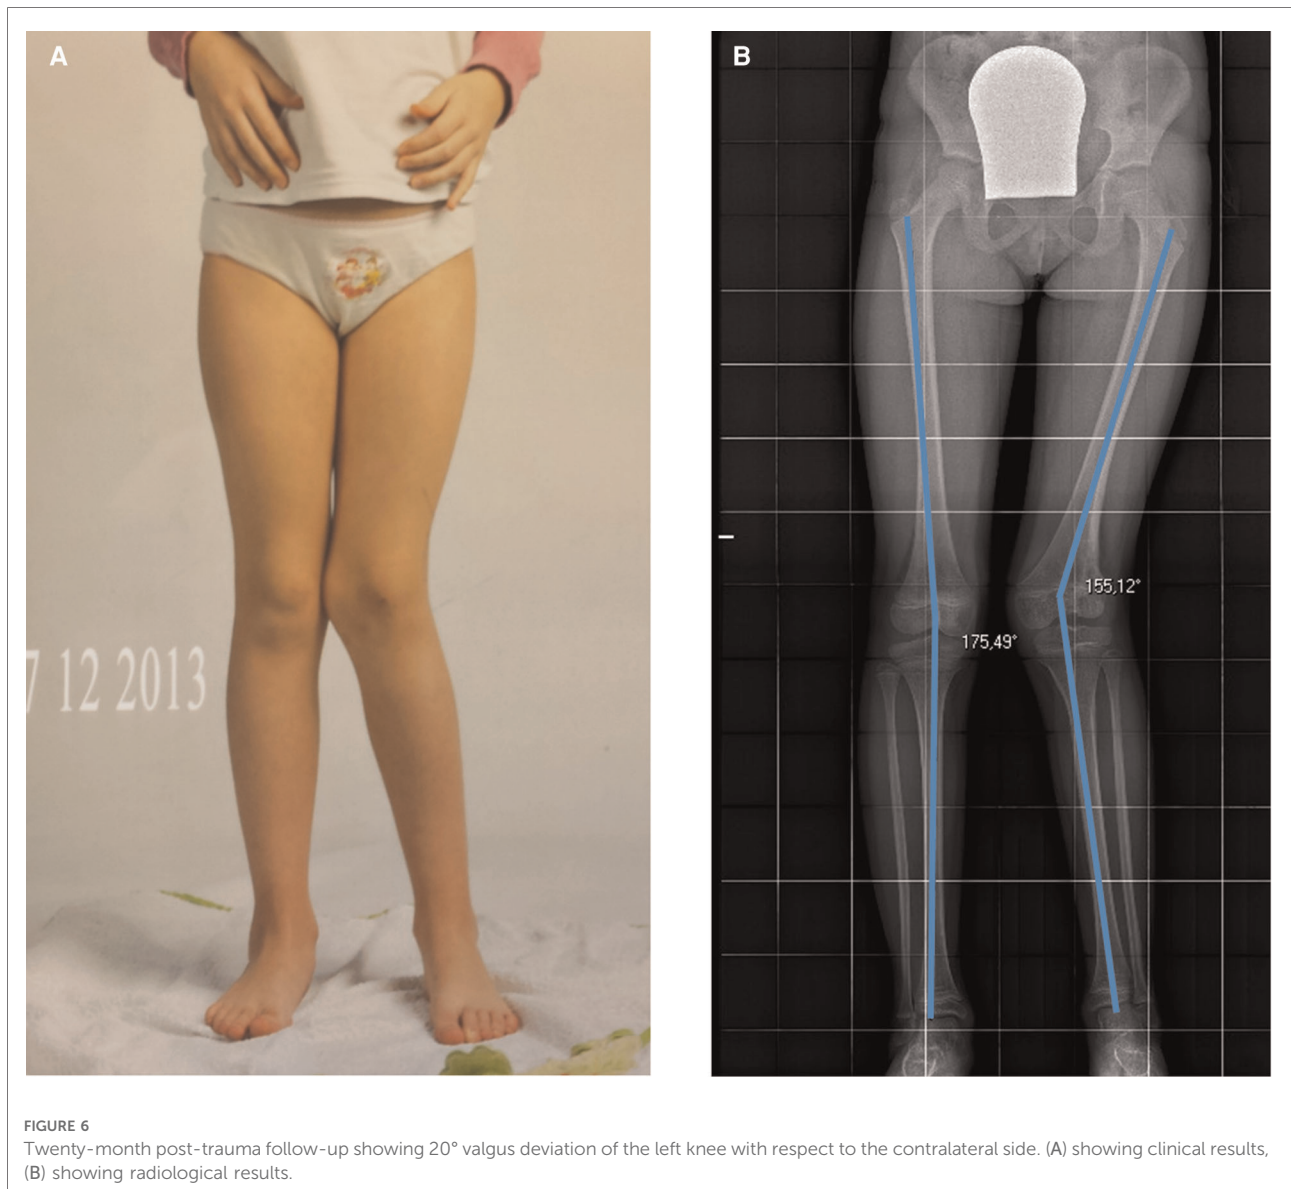 A
B
7 12 2013
155,12°
175,49°
FIGURE 6
Twenty-month post-trauma follow-up showing 20° valgus deviation of the left knee with respect to the contralateral side. (A) showing clinical results,
(B) showing radiological results.